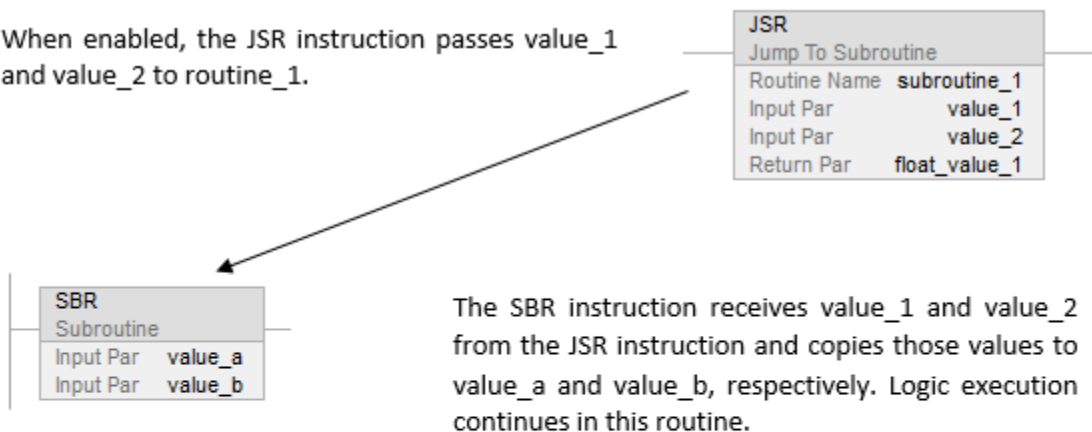 When enabled, the JSR instruction passes value_1
and value_2 to routine_1.
JSR
Jump To Subroutine
Routine Name subroutine_1
Input Par value_1
Input Par value_2
Return Par float_value_1
SBR
Subroutine
Input Par value_a
Input Par value_b
The SBR instruction receives value_1 and value_2
from the JSR instruction and copies those values to
value_a and value_b, respectively. Logic execution
continues in this routine.